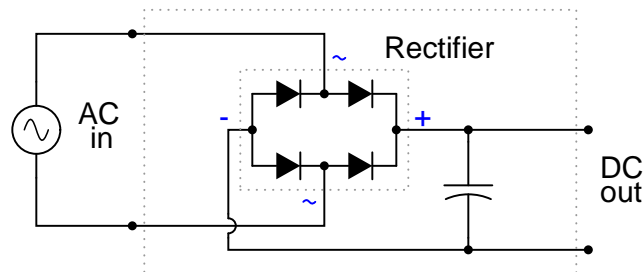 Rectifier
~
- +
AC
in
~
DC
out